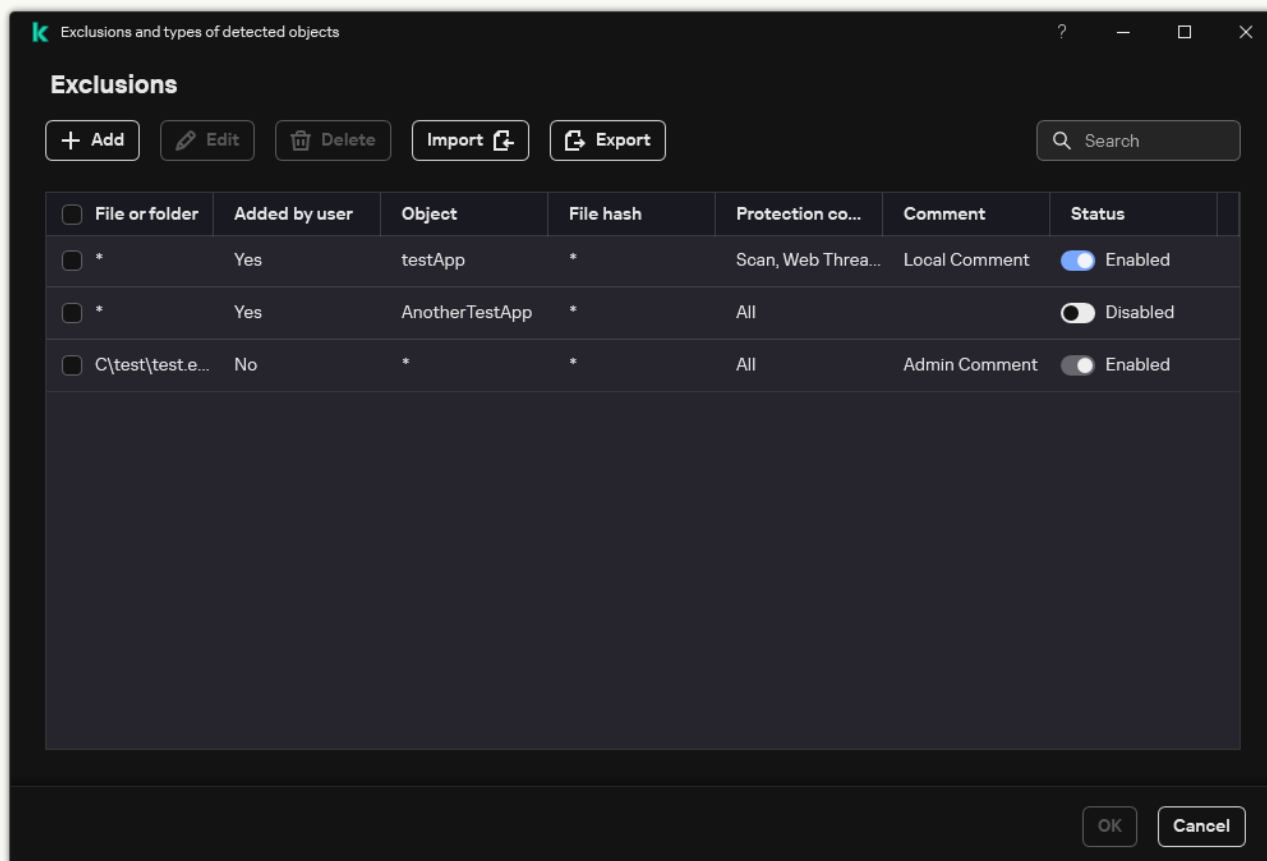 Exclusions and types of detected objects
Exclusions
Add Edit Delete Import Export Search
File or folder Added by user Object File hash Protection co... Comment Status
* Yes testApp * Scan, Web Threa... Local Comment Enabled
* Yes AnotherTestApp * All Disabled
C\test\test.e... No * * All Admin Comment Enabled
OK Cancel